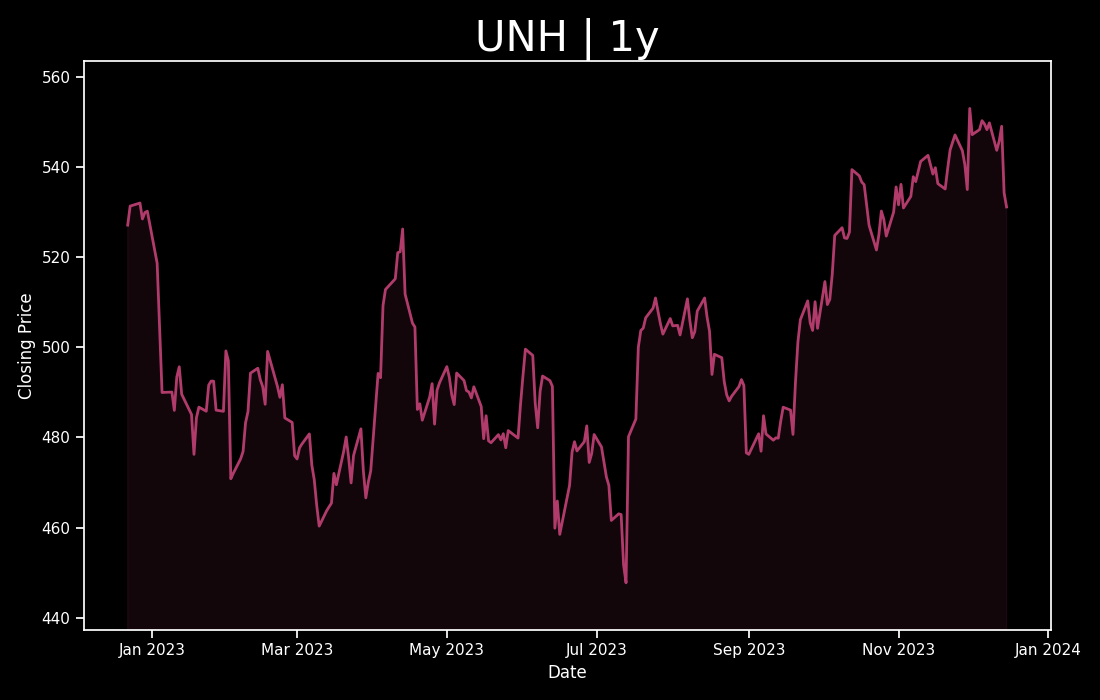 UNH | 1y
560
540
520
500
480
460
440
Closing Price
Jan 2023
Mar 2023
May 2023
Jul 2023
Sep 2023
Nov 2023
Jan 2024
Date